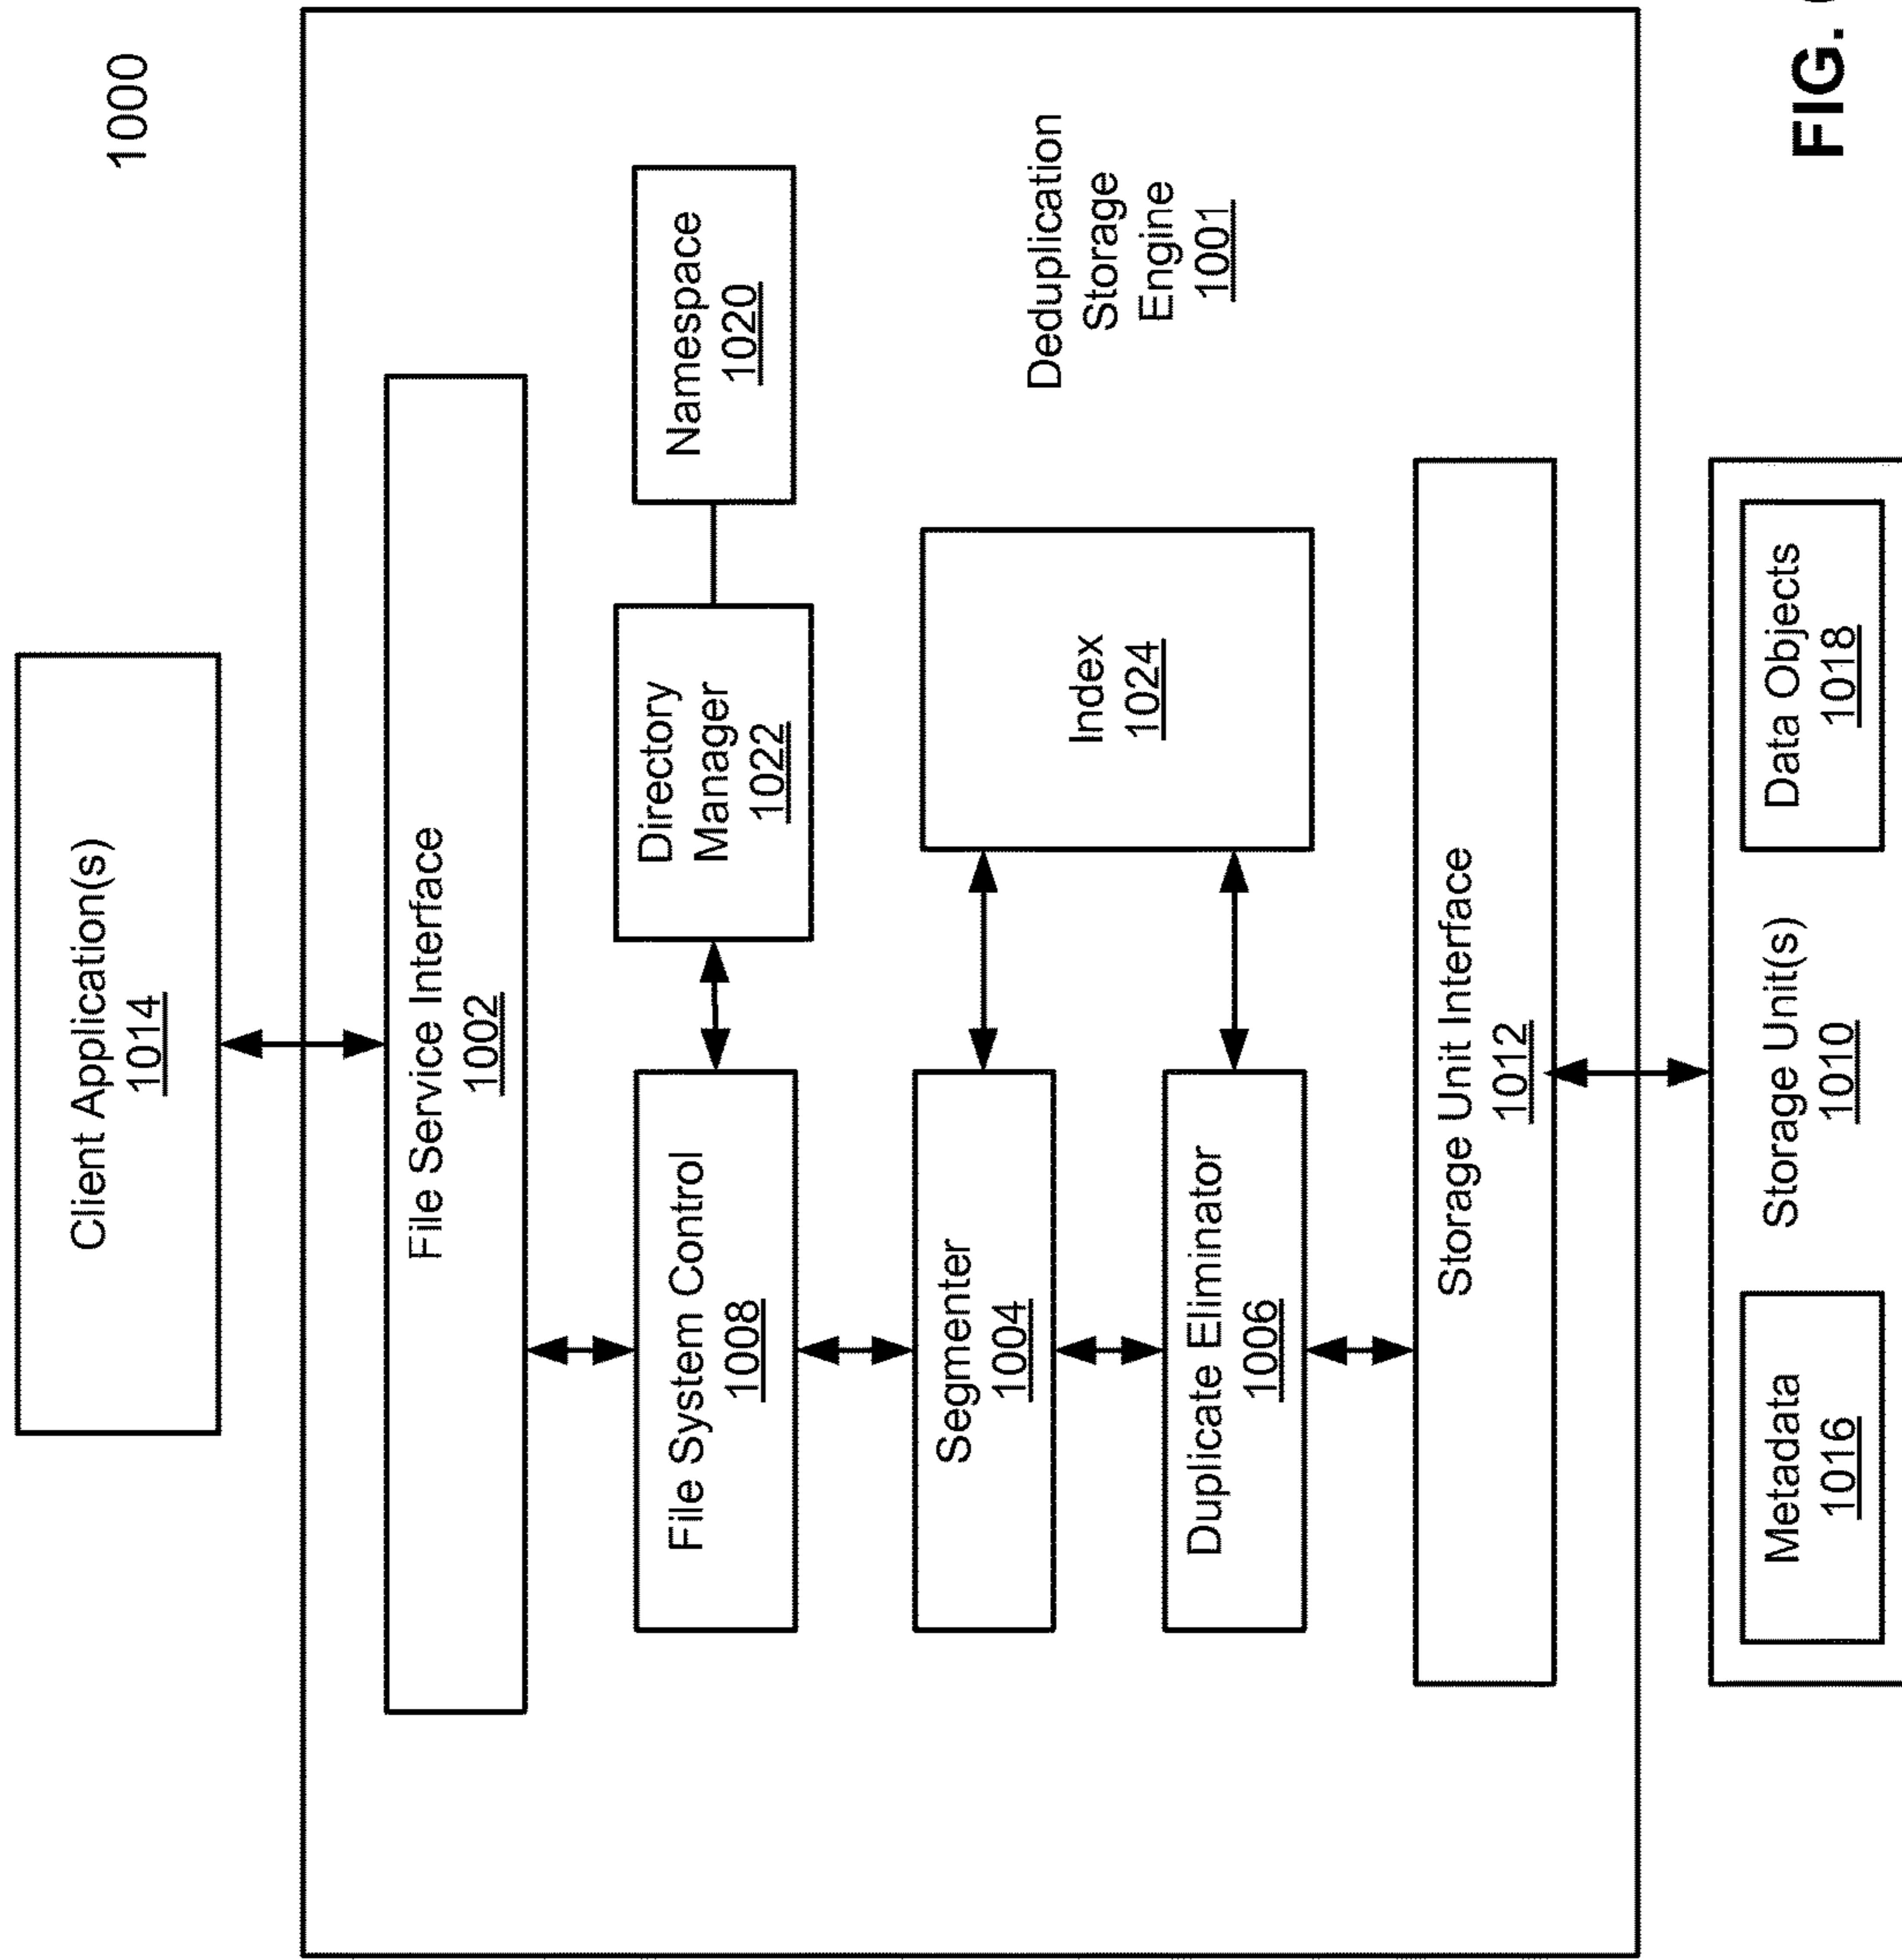 1000
Client Application(s)
1014
File Service Interface
1002
File System Control
1008
Directory
Manager
1022
Namespace
1020
Segmenter
1004
Index
1024
Duplicate Eliminator
1006
Deduplication
Storage
Engine
1001
Storage Unit Interface
1012
Metadata
1016
Storage Unit(s)
1010
Data Objects
1018
FIG.